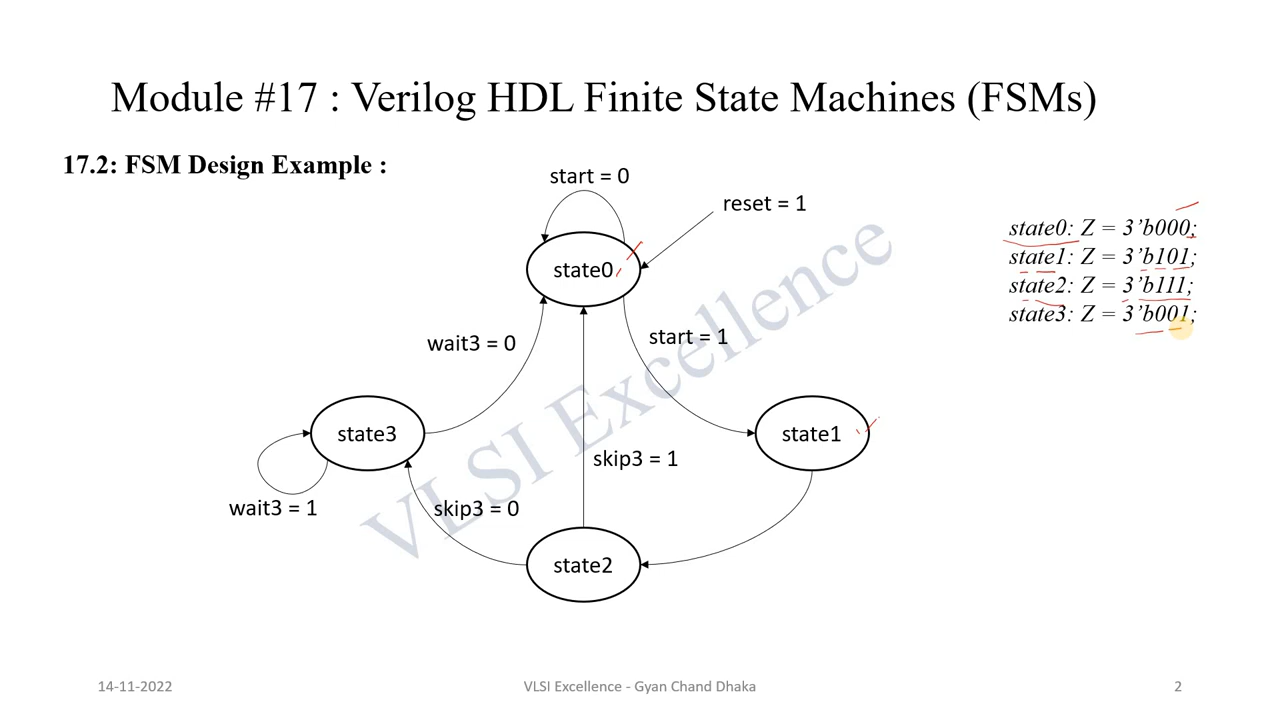 Module #17 : Verilog HDL Finite State Machines (FSMs)
17.2: FSM Design Example :
start = 0
reset = 1
state0: Z = 3’b000;
state1: Z = 3’b101;
state2: Z = 3’b111;
state3: Z = 3’b001;
state0
wait3 = 0
start = 1
state3
state1
skip3 = 1
wait3 = 1
skip3 = 0
state2
VLSI Excellence
14-11-2022
VLSI Excellence - Gyan Chand Dhaka
2